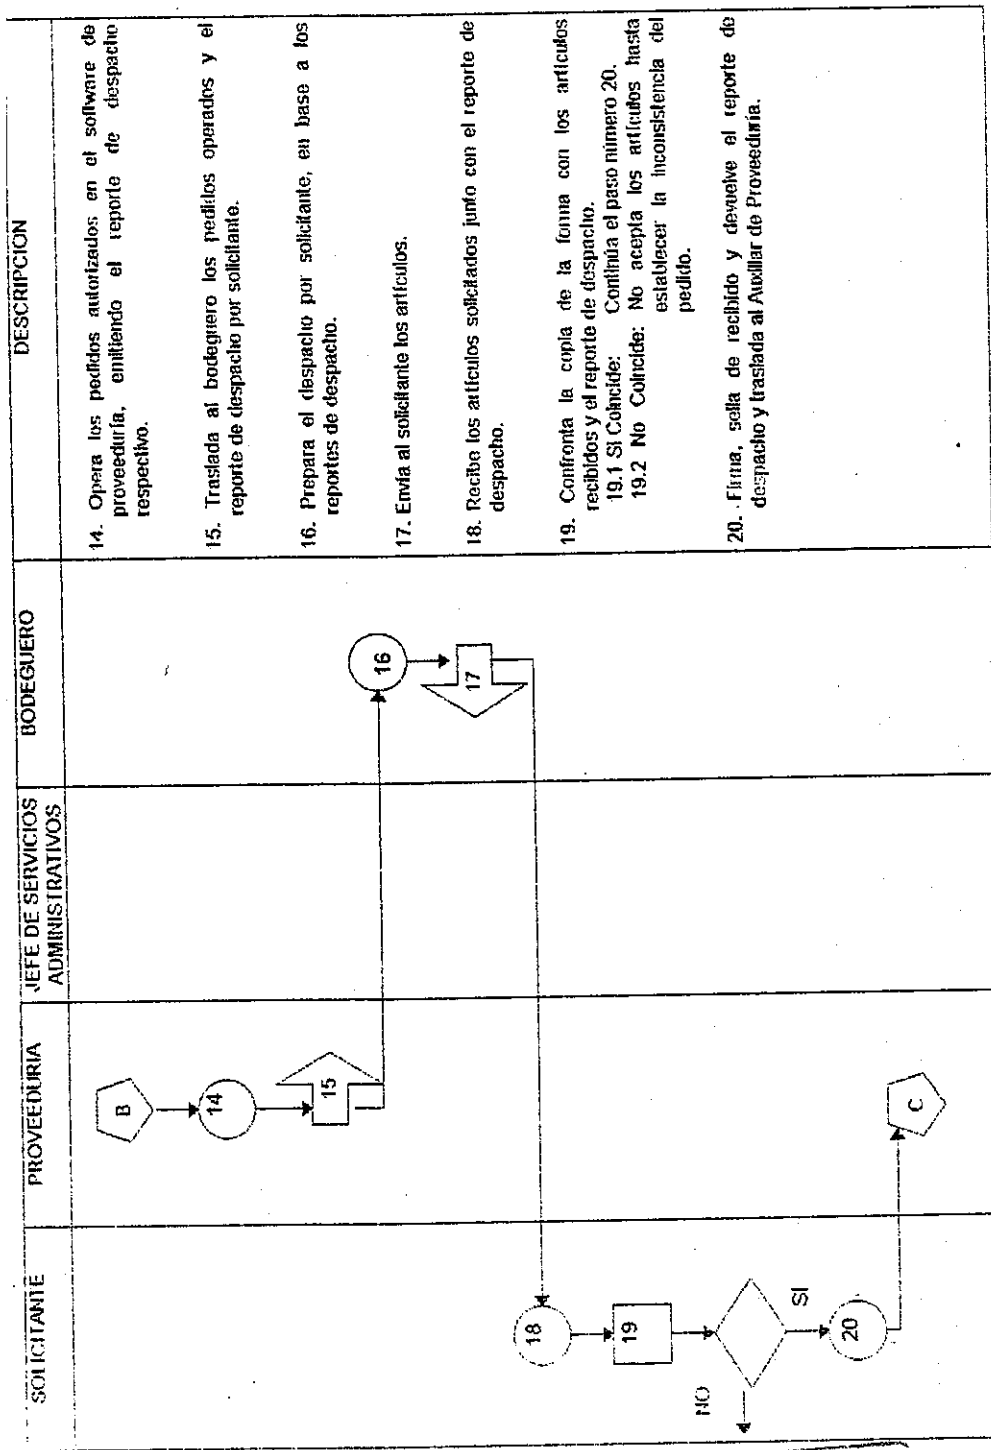 SOLICITANTE
PROVEEDURIA
JEFE DE SERVICIOS
ADMINISTRATIVOS
BODEGUERO
DESCRIPCION
B
14
15
16
17
18
19
NO
SI
20
C
14. Opera los pedidos autorizados en el software de
proveeduría, emitiendo el reporte de despacho
respectivo.
15. Traslada al bodeguero los pedidos operados y el
reporte de despacho por solicitante.
16. Prepara el despacho por solicitante, en base a los
reportes de despacho.
17. Envía al solicitante los artículos.
18. Recibe los artículos solicitados junto con el reporte de
despacho.
19. Confronta la copia de la forma con los artículos
recibidos y el reporte de despacho.
19.1 Si Coincide: Continúa el paso número 20.
19.2 No Coincide: No acepta los artículos hasta
establecer la inconsistencia del
pedido.
20. Firma, sella de recibido y devuelve el reporte de
despacho y traslada al Auxiliar de Proveeduría.